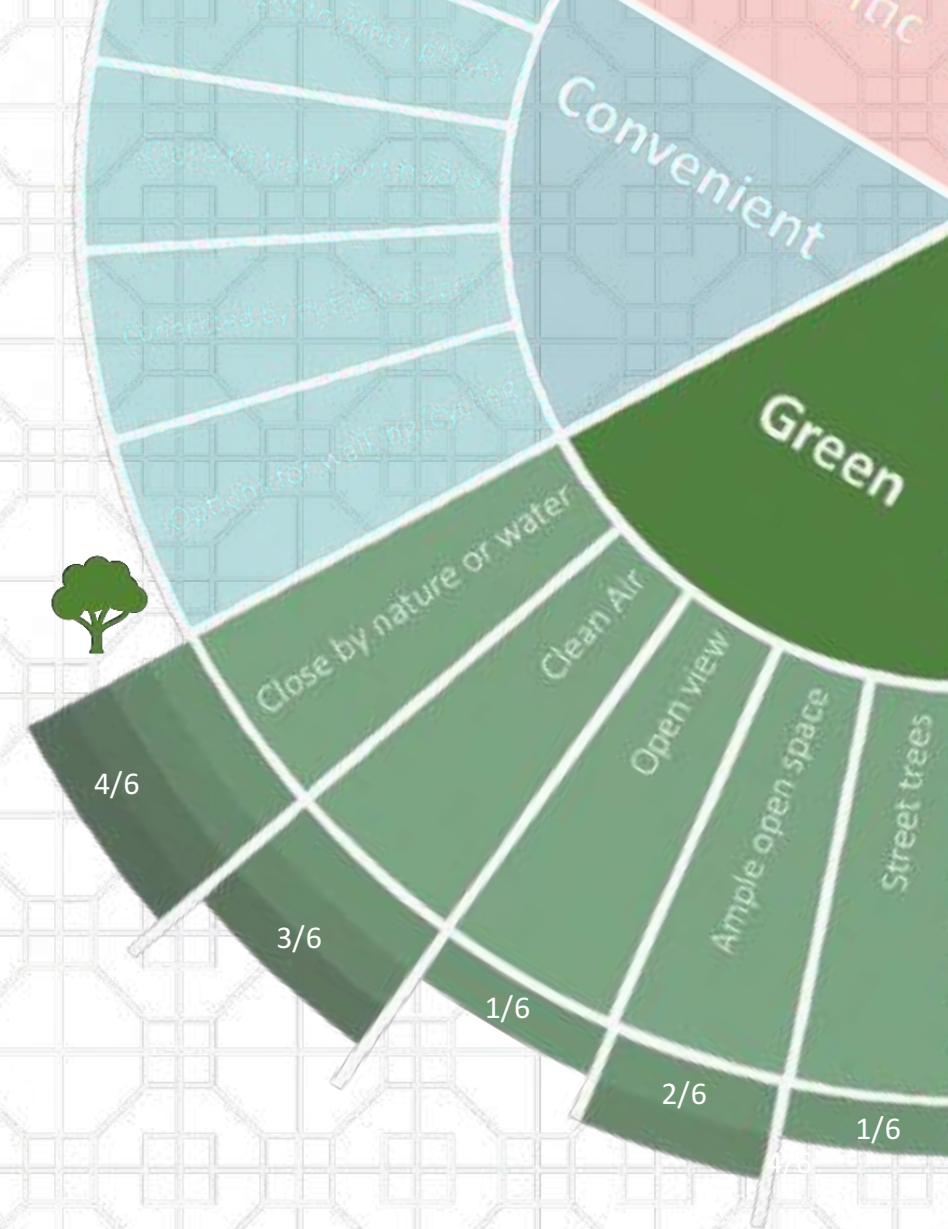 Convenient
Green
Close by nature or water
Clean Air
Open view
Ample open space
Street trees
4/6
3/6
1/6
2/6
1/6